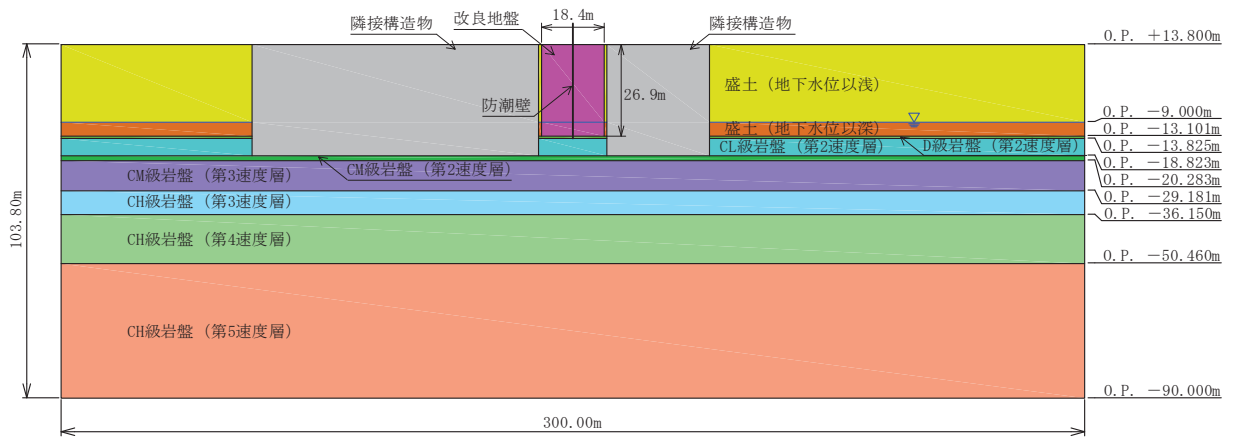 隣接構造物
改良地盤
18.4m
隣接構造物
O.P. +13.800m
防潮壁
26.9m
盛土 (地下水位以浅)
O.P. -9.000m
盛土 (地下水位以深)
O.P. -13.101m
CL級岩盤 (第2速度層)
D級岩盤 (第2速度層)
O.P. -13.825m
CM級岩盤 (第2速度層)
O.P. -18.823m
CM級岩盤 (第3速度層)
O.P. -20.283m
O.P. -29.181m
CH級岩盤 (第3速度層)
O.P. -36.150m
CH級岩盤 (第4速度層)
O.P. -50.460m
103.80m
CH級岩盤 (第5速度層)
O.P. -90.000m
300.00m